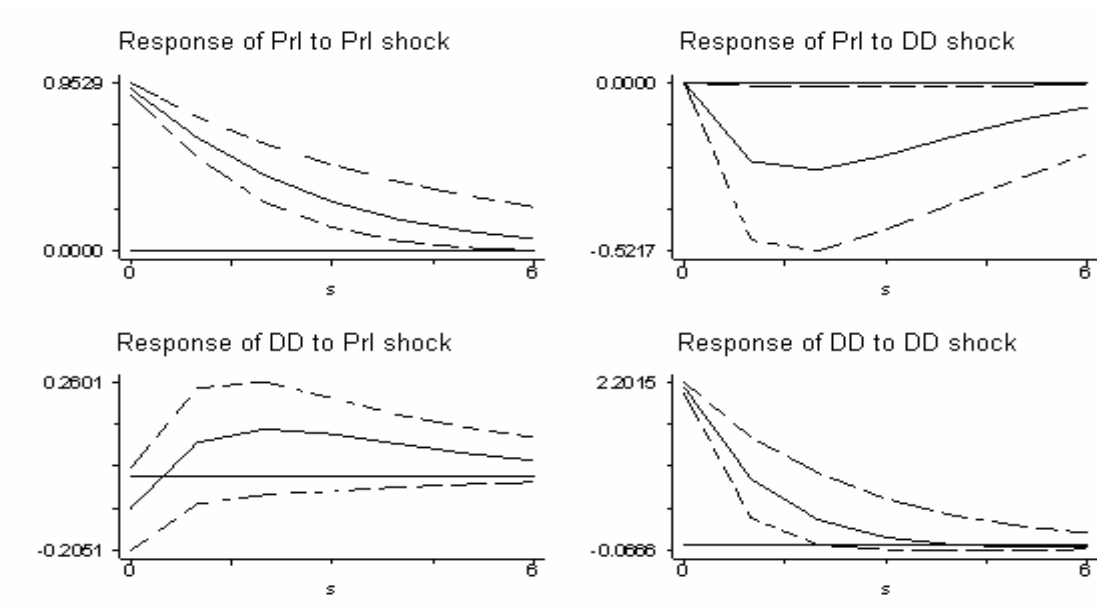 Response of Prl to Prl shock
0.9529
0.0000
0
6
s
Response of Prl to DD shock
0.0000
-0.5217
0
6
s
Response of DD to Prl shock
0.2601
-0.2051
0
6
s
Response of DD to DD shock
2.2015
-0.0666
0
6
s